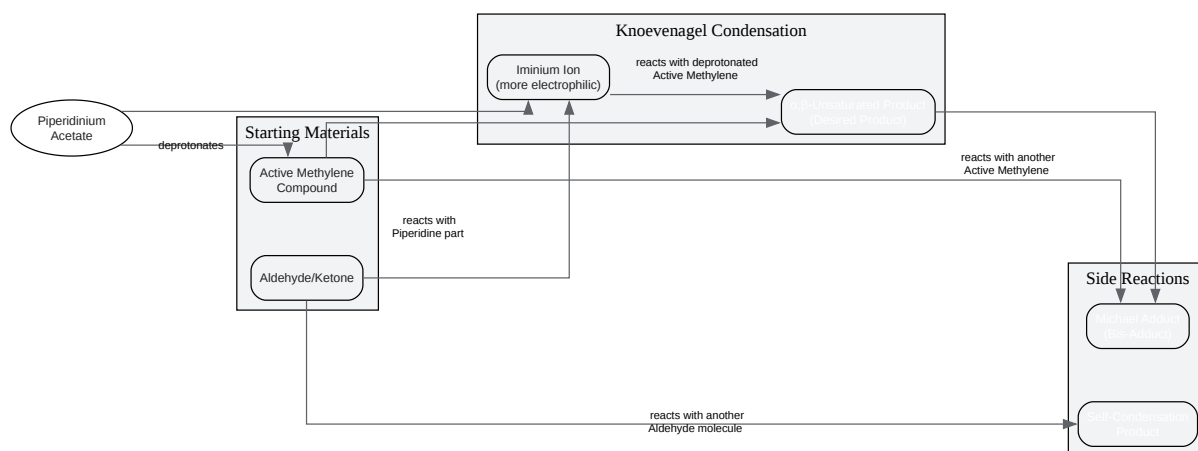 Knoevenagel Condensation
Iminium Ion
(more electrophilic)
reacts with deprotonated
Active Methylene
α,β-Unsaturated Product
(Desired Product)
Piperidinium
Acetate
deprotonates
Starting Materials
Active Methylene
Compound
reacts with another
Active Methylene
reacts with
Piperidine part
Aldehyde/Ketone
Side Reactions
Michael Adduct
(Bis-Adduct)
reacts with another
Aldehyde molecule
Self-Condensation
Product